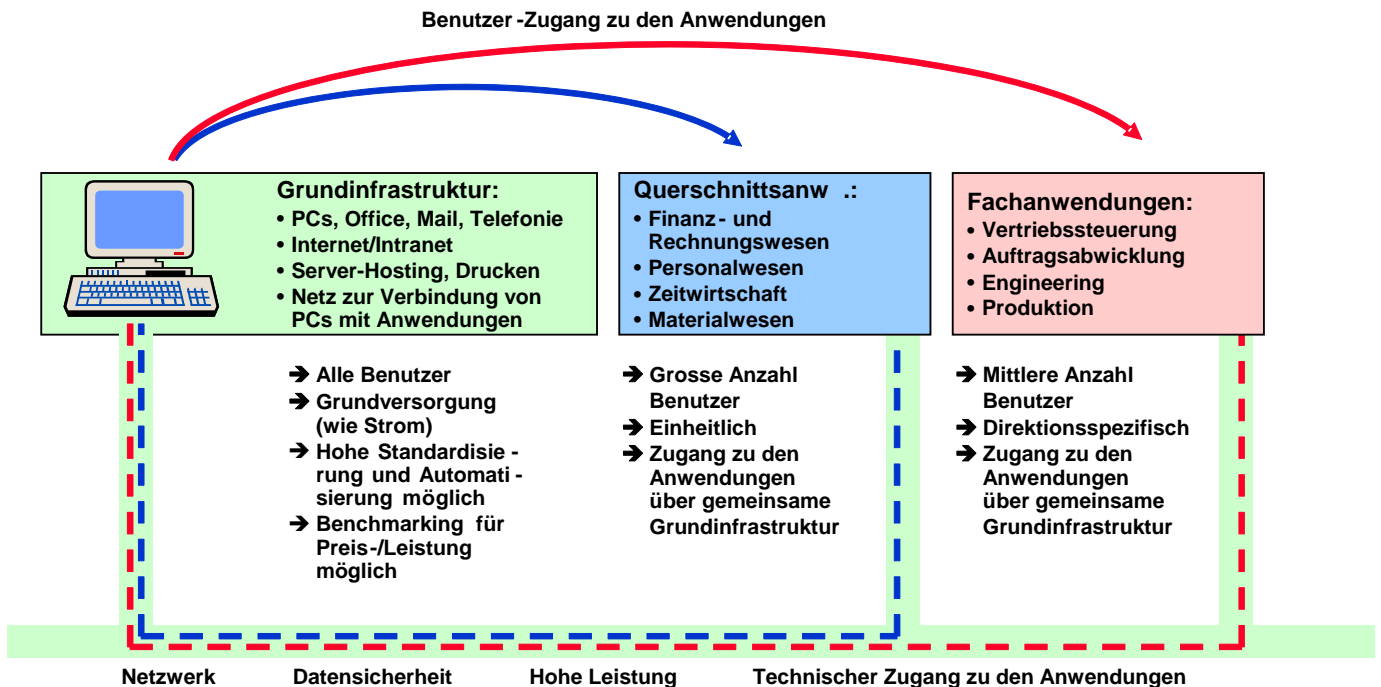 Benutzer -Zugang zu den Anwendungen
Grundinfrastruktur:
• PCs, Office, Mail, Telefonie
• Internet/Intranet
• Server-Hosting, Drucken
• Netz zur Verbindung von
PCs mit Anwendungen
Querschnittsanw .:
• Finanz - und
Rechnungswesen
• Personalwesen
• Zeitwirtschaft
• Materialwesen
Fachanwendungen:
• Vertriebssteuerung
• Auftragsabwicklung
• Engineering
• Produktion
➔ Alle Benutzer
➔ Grundversorgung
(wie Strom)
➔ Hohe Standardisie -
rung und Automati -
sierung möglich
➔ Benchmarking für
Preis -/Leistung
möglich
➔ Grosse Anzahl
Benutzer
➔ Einheitlich
➔ Zugang zu den
Anwendungen
über gemeinsame
Grundinfrastruktur
➔ Mittlere Anzahl
Benutzer
➔ Direktionsspezifisch
➔ Zugang zu den
Anwendungen
über gemeinsame
Grundinfrastruktur
Netzwerk Datensicherheit Hohe Leistung Technischer Zugang zu den Anwendungen